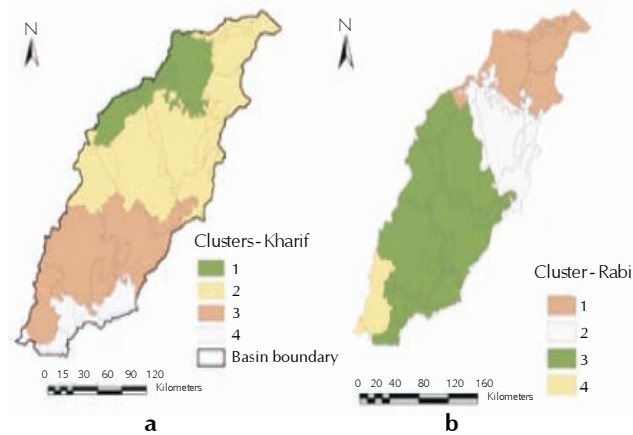 N
Clusters - Kharif
1
2
3
4
Basin boundary
0 15 30 60 90 120
Kilometers
a
N
Cluster - Rabi
1
2
3
4
0 20 40 80 120 160
Kilometers
b